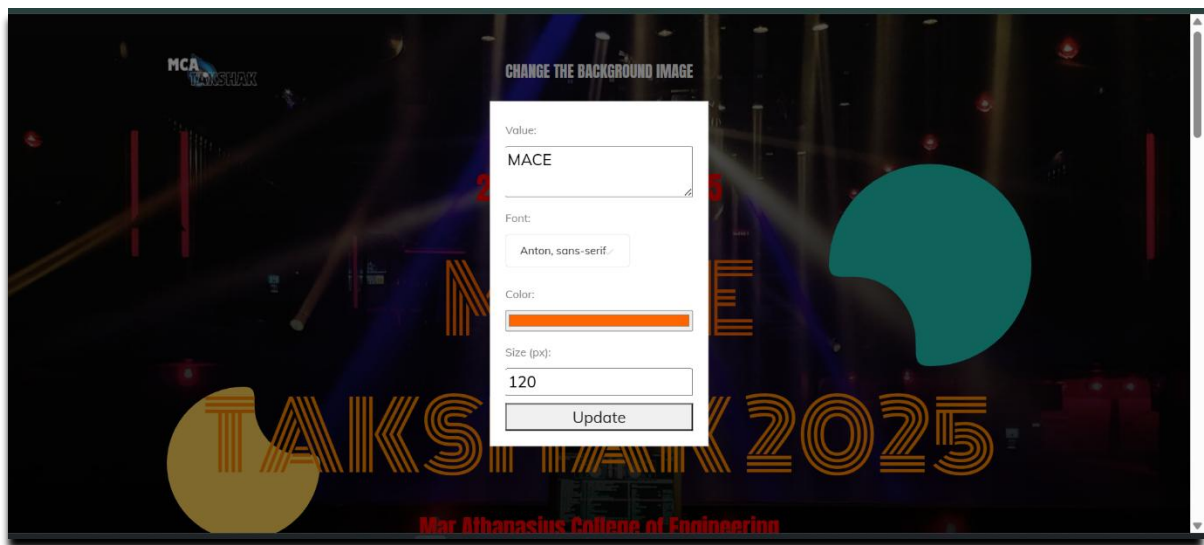 MCA
TAKSHAK
CHANGE THE BACKGROUND IMAGE
Value:
MACE
Font:
Anton, sans-serif
Color:
Size (px):
120
Update
TAKSHAK2025
Mar Athanasius College of Engineering